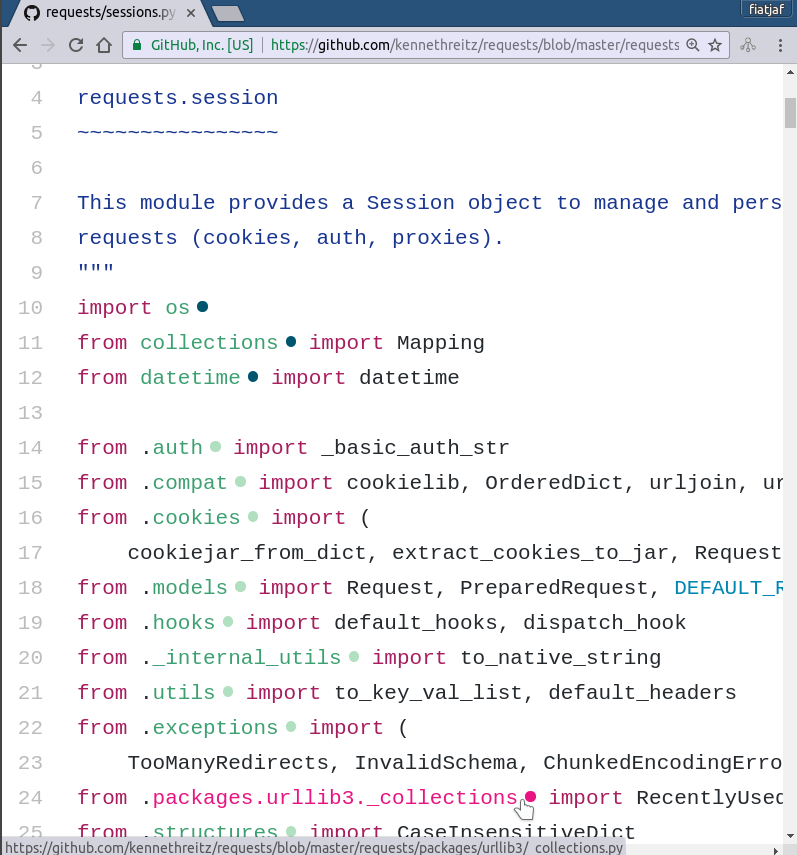 requests/sessions.py
fiatjaf
GitHub, Inc. [US] https://github.com/kennethreitz/requests/blob/master/requests
3
4 requests.session
5 ~~~~~~~~~~~~~~~~
6
7 This module provides a Session object to manage and pers
8 requests (cookies, auth, proxies).
9 """
10 import os
11 from collections import Mapping
12 from datetime import datetime
13
14 from .auth import _basic_auth_str
15 from .compat import cookielib, OrderedDict, urljoin, ur
16 from .cookies import (
17 cookiejar_from_dict, extract_cookies_to_jar, Request
18 from .models import Request, PreparedRequest, DEFAULT_R
19 from .hooks import default_hooks, dispatch_hook
20 from ._internal_utils import to_native_string
21 from .utils import to_key_val_list, default_headers
22 from .exceptions import (
23 TooManyRedirects, InvalidSchema, ChunkedEncodingErro
24 from .packages.urllib3._collections import RecentlyUsed
25 from .structures import CaseInsensitiveDict
https://github.com/kennethreitz/requests/blob/master/requests/packages/urllib3/_collections.py